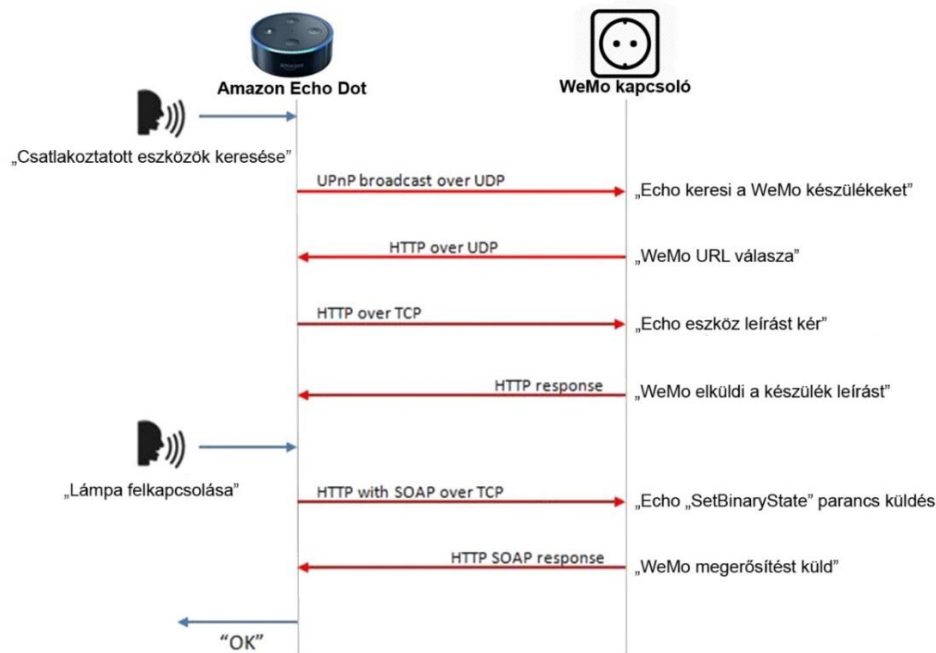 Amazon Echo Dot
WeMo kapcsoló
„Csatlakoztatott eszközök keresése”
UPnP broadcast over UDP
„Echo keresi a WeMo készülékeket”
HTTP over UDP
„WeMo URL válasza”
HTTP over TCP
„Echo eszköz leírást kér”
HTTP response
„WeMo elküldi a készülék leírást”
„Lámpa felkapcsolása”
HTTP with SOAP over TCP
„Echo „SetBinaryState” parancs küldés
HTTP SOAP response
„WeMo megerősítést küld”
“OK”